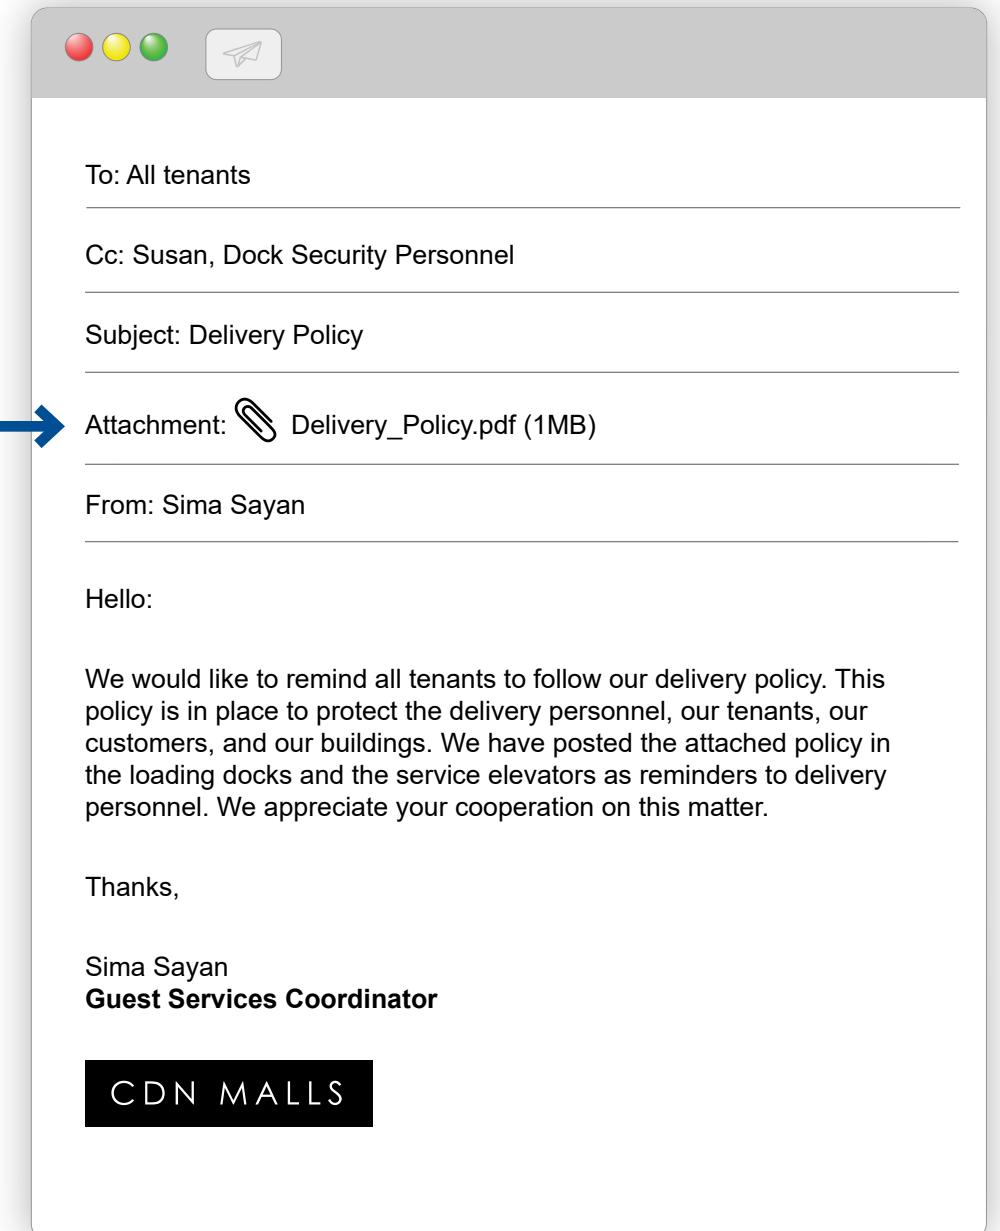 To: All tenants
Cc: Susan, Dock Security Personnel
Subject: Delivery Policy
Attachment: Delivery_Policy.pdf (1MB)
From: Sima Sayan
Hello:
We would like to remind all tenants to follow our delivery policy. This
policy is in place to protect the delivery personnel, our tenants, our
customers, and our buildings. We have posted the attached policy in
the loading docks and the service elevators as reminders to delivery
personnel. We appreciate your cooperation on this matter.
Thanks,
Sima Sayan
Guest Services Coordinator
CDN MALLS